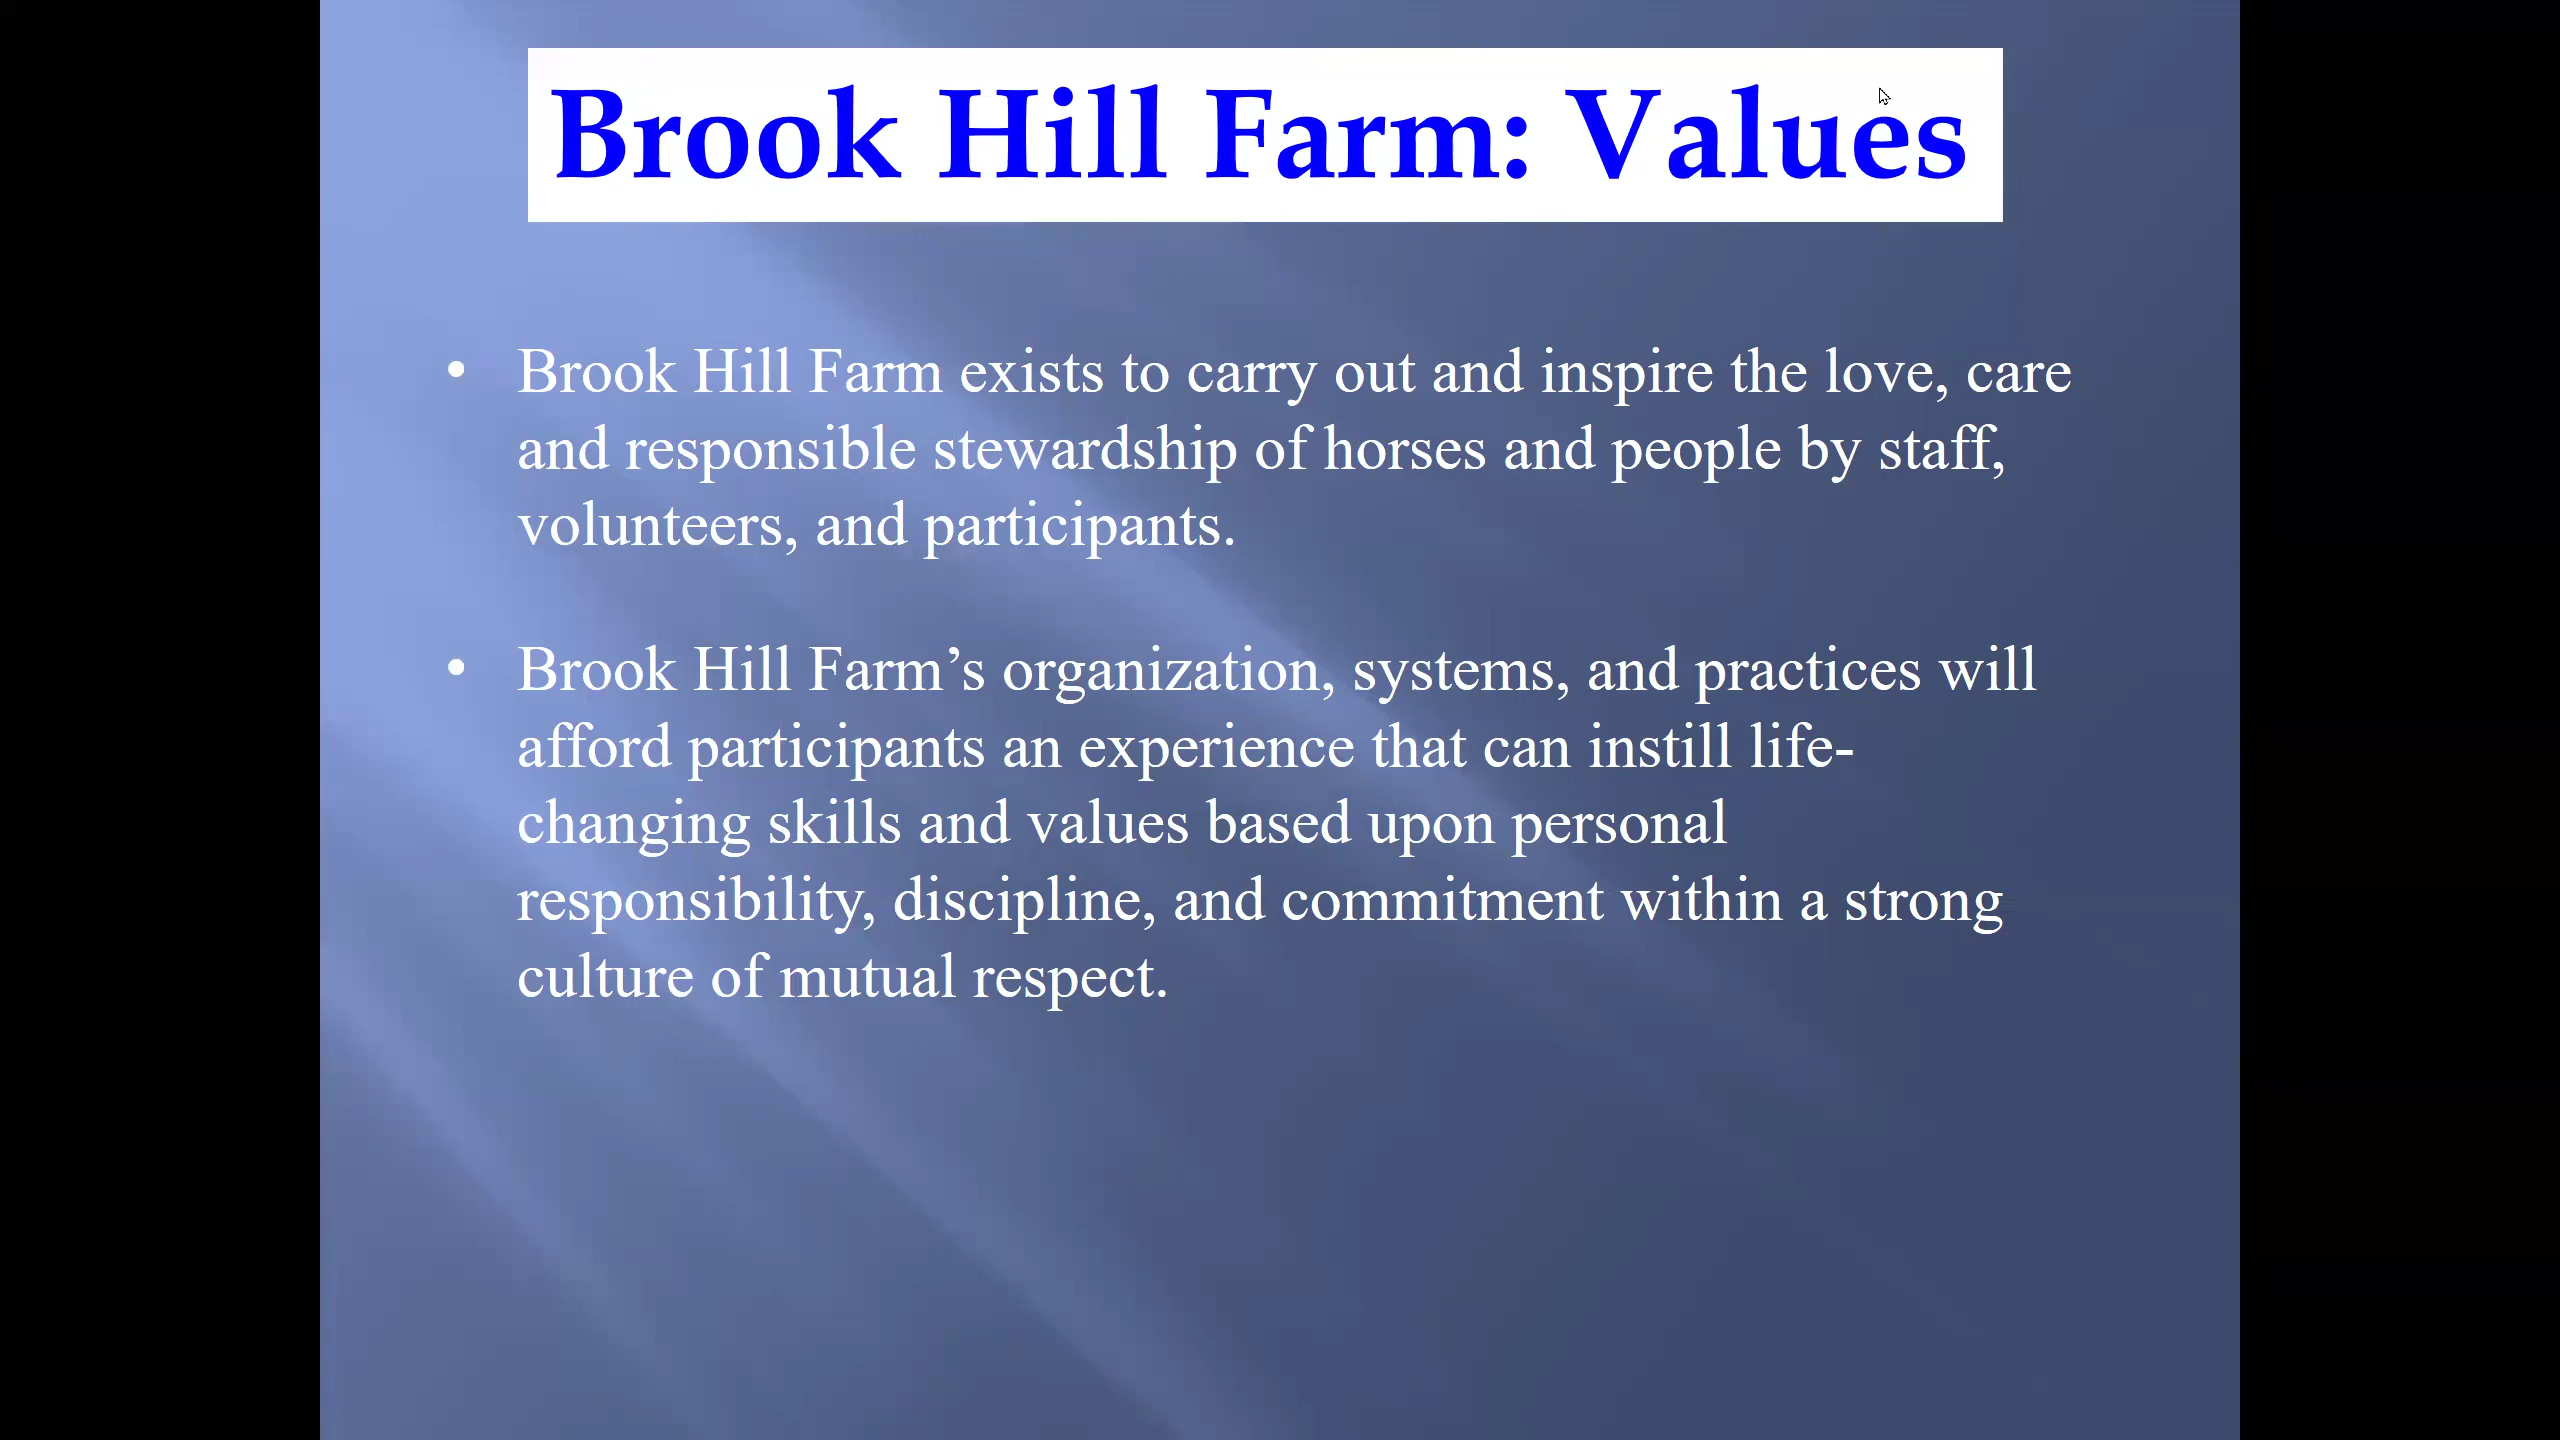 Brook Hill Farm: Values
• Brook Hill Farm exists to carry out and inspire the love, care
and responsible stewardship of horses and people by staff,
volunteers, and participants.
• Brook Hill Farm’s organization, systems, and practices will
afford participants an experience that can instill life-
changing skills and values based upon personal
responsibility, discipline, and commitment within a strong
culture of mutual respect.